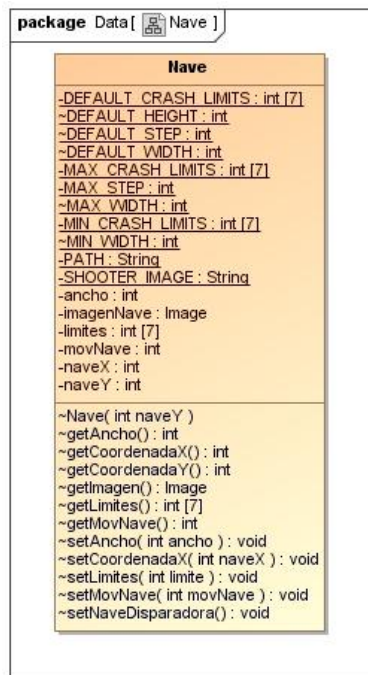 package Data [ Nave ]
Nave
-DEFAULT_CRASH_LIMITS : int [7]
~DEFAULT_HEIGHT : int
~DEFAULT_STEP : int
~DEFAULT_WIDTH : int
-MAX_CRASH_LIMITS : int [7]
-MAX_STEP : int
~MAX_WIDTH : int
-MIN_CRASH_LIMITS : int [7]
~MIN_WIDTH : int
-PATH : String
-SHOOTER_IMAGE : String
-ancho : int
-imagenNave : Image
-limites : int [7]
-movNave : int
-naveX : int
-naveY : int
~Nave( int naveY )
~getAncho() : int
~getCoordenadaX() : int
~getCoordenadaY() : int
~getImagen() : Image
~getLimites() : int [7]
~getMovNave() : int
~setAncho( int ancho ) : void
~setCoordenadaX( int naveX ) : void
~setLimites( int limite ) : void
~setMovNave( int movNave ) : void
~setNaveDisparadora() : void